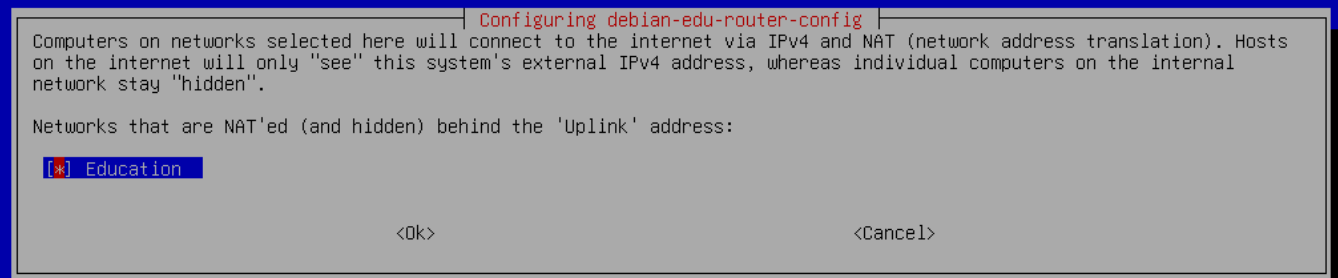 Configuring debian-edu-router-config
Computers on networks selected here will connect to the internet via IPv4 and NAT (network address translation). Hosts
on the internet will only "see" this system's external IPv4 address, whereas individual computers on the internal
network stay "hidden".
Networks that are NAT'ed (and hidden) behind the 'Uplink' address:
[*] Education
<Ok> <Cancel>